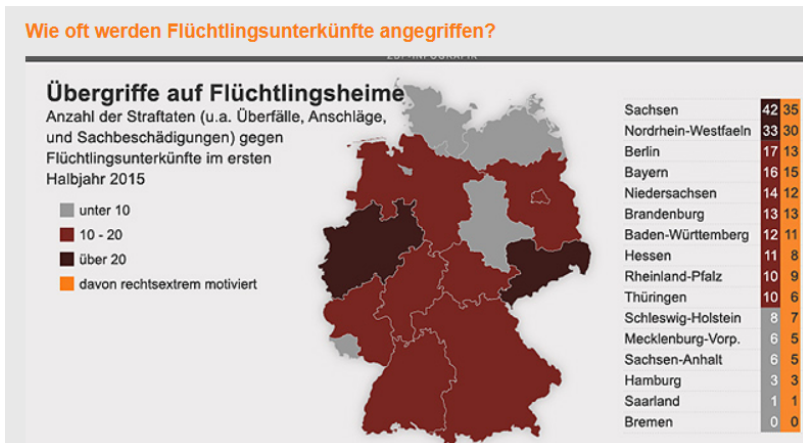 Wie oft werden Flüchtlingsunterkünfte angegriffen?
ZDF-INFOGRAFIK
Übergriffe auf Flüchtlingsheime
Anzahl der Straftaten (u.a. Überfälle, Anschläge,
und Sachbeschädigungen) gegen
Flüchtlingsunterkünfte im ersten
Halbjahr 2015
unter 10
10 - 20
über 20
davon rechtsextrem motiviert
Sachsen 42 35
Nordrhein-Westfaeln 33 30
Berlin 17 13
Bayern 16 15
Niedersachsen 14 12
Brandenburg 13 13
Baden-Württemberg 12 11
Hessen 11 8
Rheinland-Pfalz 10 9
Thüringen 10 6
Schleswig-Holstein 8 7
Mecklenburg-Vorp. 6 5
Sachsen-Anhalt 6 5
Hamburg 3 3
Saarland 1 1
Bremen 0 0